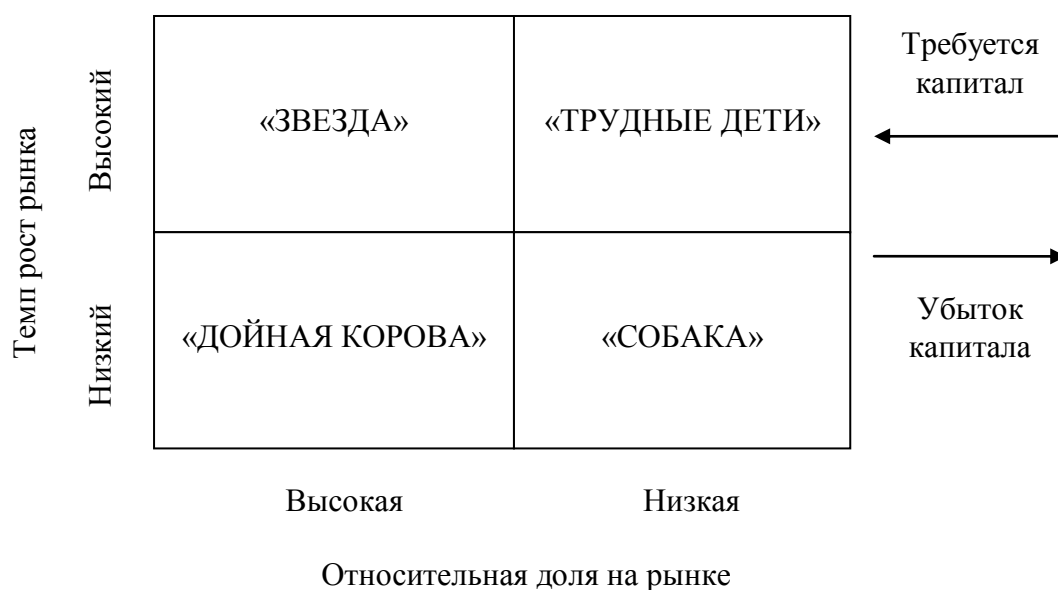 Требуется
капитал
Высокий
«ЗВЕЗДА»
«ТРУДНЫЕ ДЕТИ»
Темп рост рынка
Низкий
«ДОЙНАЯ КОРОВА»
«СОБАКА»
Убыток
капитала
Высокая
Низкая
Относительная доля на рынке